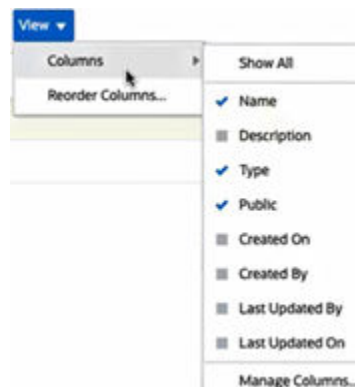 View
Columns
Reorder Columns...
Show All
Name
Description
Type
Public
Created On
Created By
Last Updated By
Last Updated On
Manage Columns..